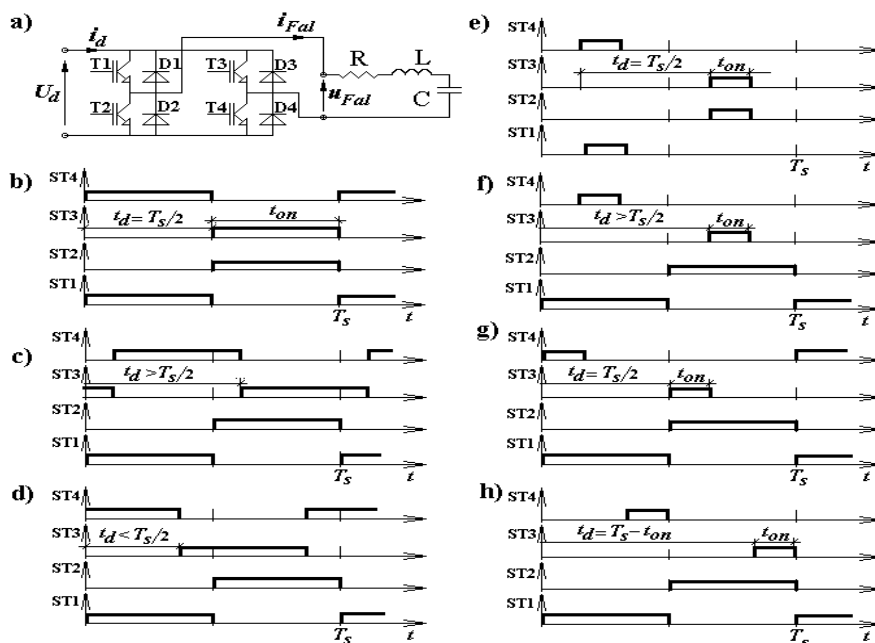 a)
i_d
i_Fal
T1 D1 T3 D3
R L
U_d
T2 D2 T4 D4
u_Fal
C
b)
ST4
ST3
t_d = T_s/2 t_on
ST2
ST1
T_s t
c)
ST4
ST3
t_d > T_s/2
ST2
ST1
T_s t
d)
ST4
ST3
t_d < T_s/2
ST2
ST1
T_s t
e)
ST4
ST3
t_d = T_s/2 t_on
ST2
ST1
T_s t
f)
ST4
ST3
t_d > T_s/2 t_on
ST2
ST1
T_s t
g)
ST4
ST3
t_d = T_s/2 t_on
ST2
ST1
T_s t
h)
ST4
ST3
t_d = T_s − t_on t_on
ST2
ST1
T_s t